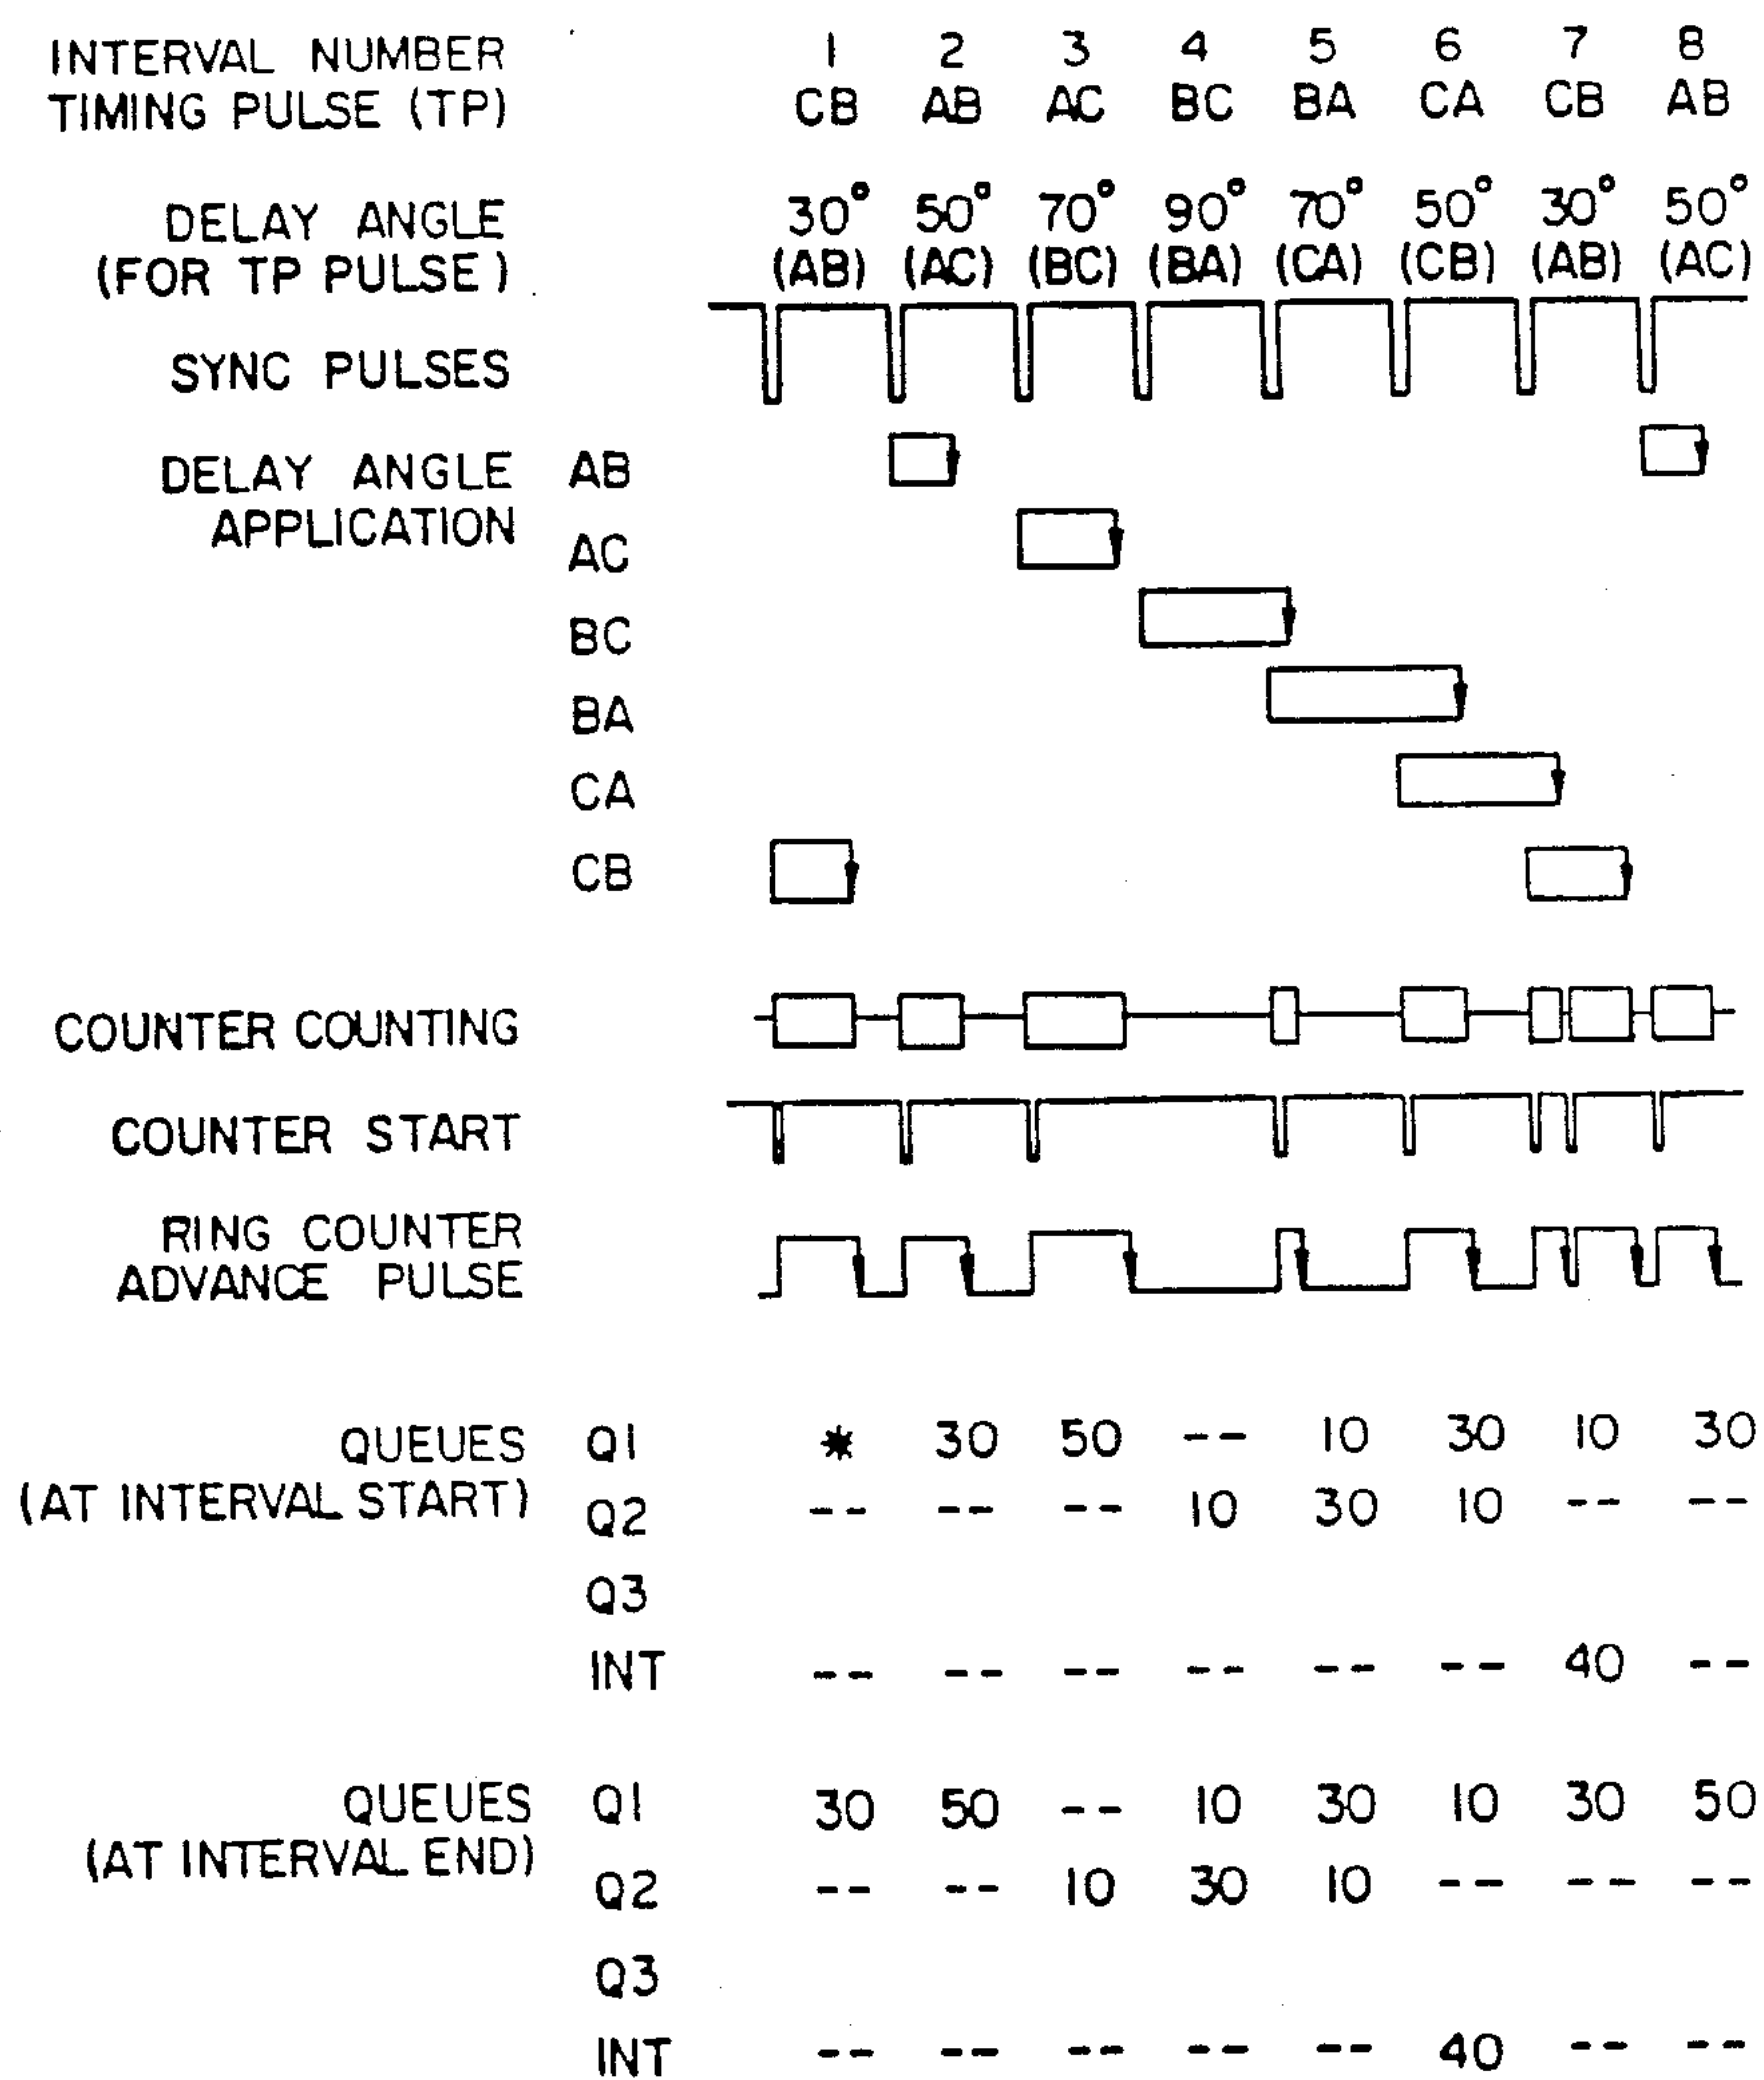 INTERVAL NUMBER 1 2 3 4 5 6 7 8
TIMING PULSE (TP) CB AB AC BC BA CA CB AB
DELAY ANGLE 30° 50° 70° 90° 70° 50° 30° 50°
(FOR TP PULSE) (AB) (AC) (BC) (BA) (CA) (CB) (AB) (AC)
SYNC PULSES
DELAY ANGLE AB
APPLICATION
AC
BC
BA
CA
CB
COUNTER COUNTING
COUNTER START
RING COUNTER
ADVANCE PULSE
QUEUES Q1 * 30 50 -- 10 30 10 30
(AT INTERVAL START) Q2 -- -- -- 10 30 10 -- --
Q3
INT -- -- -- -- -- -- 40 --
QUEUES Q1 30 50 -- 10 30 10 30 50
(AT INTERVAL END) Q2 -- -- 10 30 10 -- -- --
Q3
INT -- -- -- -- -- 40 -- --